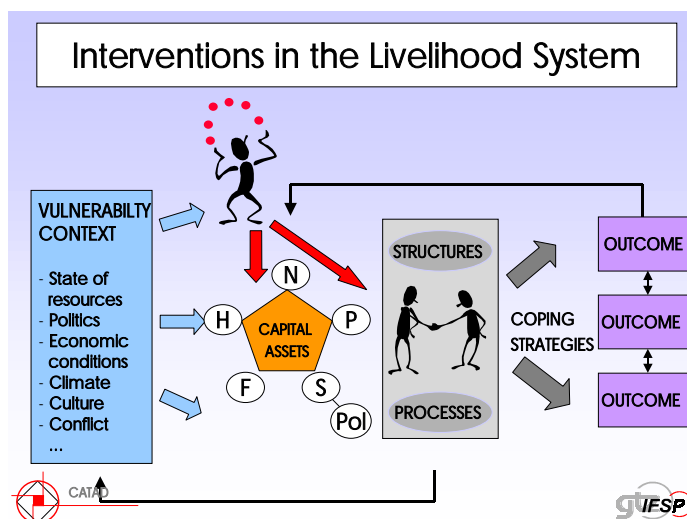 Interventions in the Livelihood System
VULNERABILTY
CONTEXT
- State of
resources
- Politics
- Economic
conditions
- Climate
- Culture
- Conflict
...
N
H
P
CAPITAL
ASSETS
F
S
Pol
STRUCTURES
PROCESSES
COPING
STRATEGIES
OUTCOME
OUTCOME
OUTCOME
CATAD
gtz
IFSP